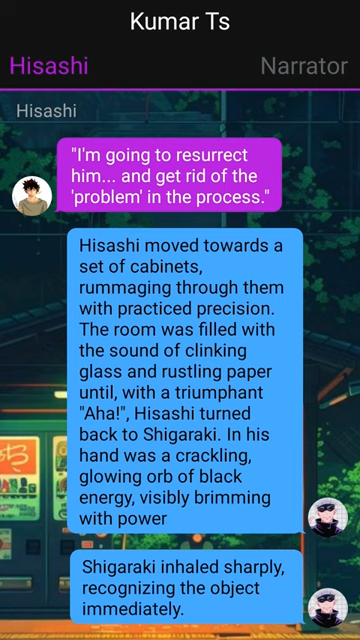 Kumar Ts
Hisashi
Narrator
Hisashi
"I'm going to resurrect
him... and get rid of the
'problem' in the process."
Hisashi moved towards a
set of cabinets,
rummaging through them
with practiced precision.
The room was filled with
the sound of clinking
glass and rustling paper
until, with a triumphant
"Aha!", Hisashi turned
back to Shigaraki. In his
hand was a crackling,
glowing orb of black
energy, visibly brimming
with power
Shigaraki inhaled sharply,
recognizing the object
immediately.